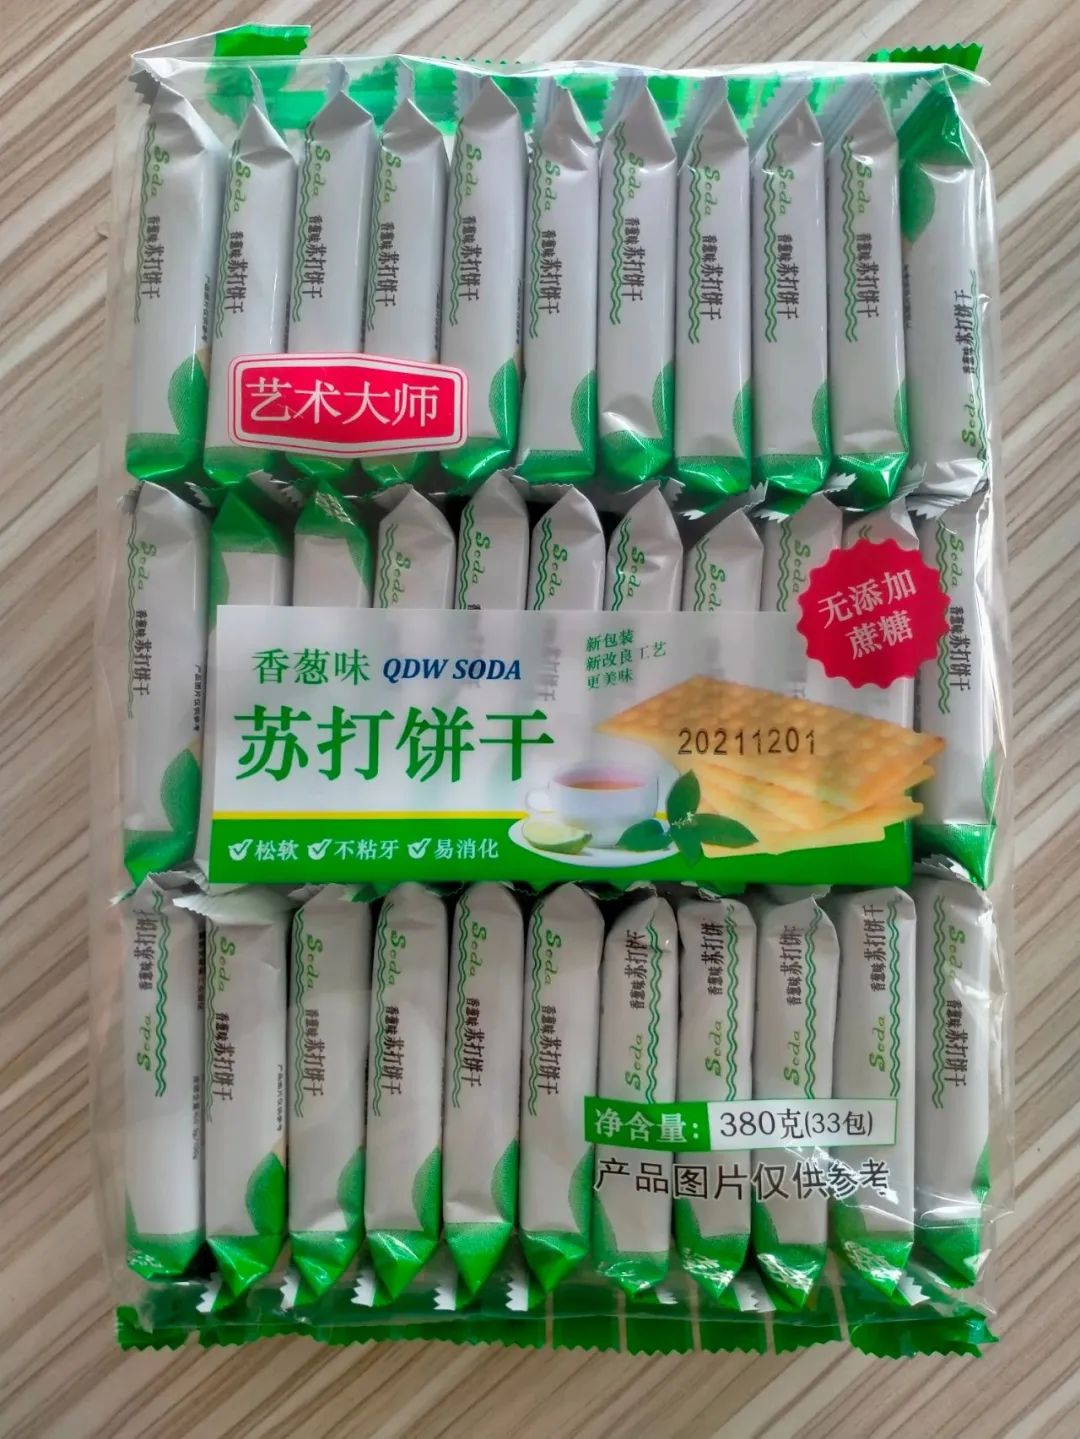 艺术大师
无添加
蔗糖
香葱味 QDW SODA
苏打饼干
新包装
新改良工艺
更美味
20211201
松软 不粘牙 易消化
净含量： 380克(33包)
产品图片仅供参考
Soda
香葱味苏打饼干